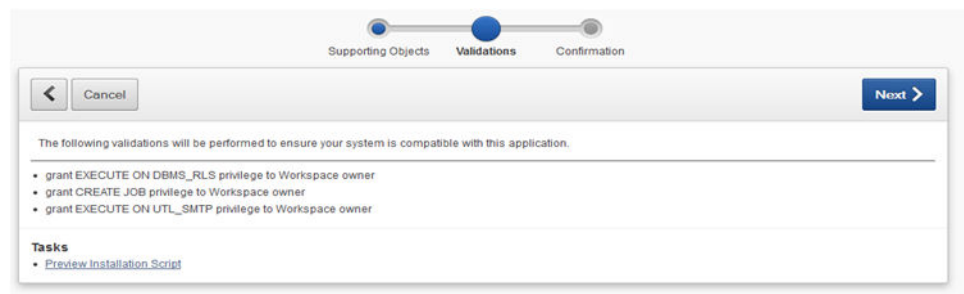 Supporting Objects Validations Confirmation
Cancel Next
The following validations will be performed to ensure your system is compatible with this application.
grant EXECUTE ON DBMS_RLS privilege to Workspace owner
grant CREATE JOB privilege to Workspace owner
grant EXECUTE ON UTL_SMTP privilege to Workspace owner
Tasks
Preview Installation Script